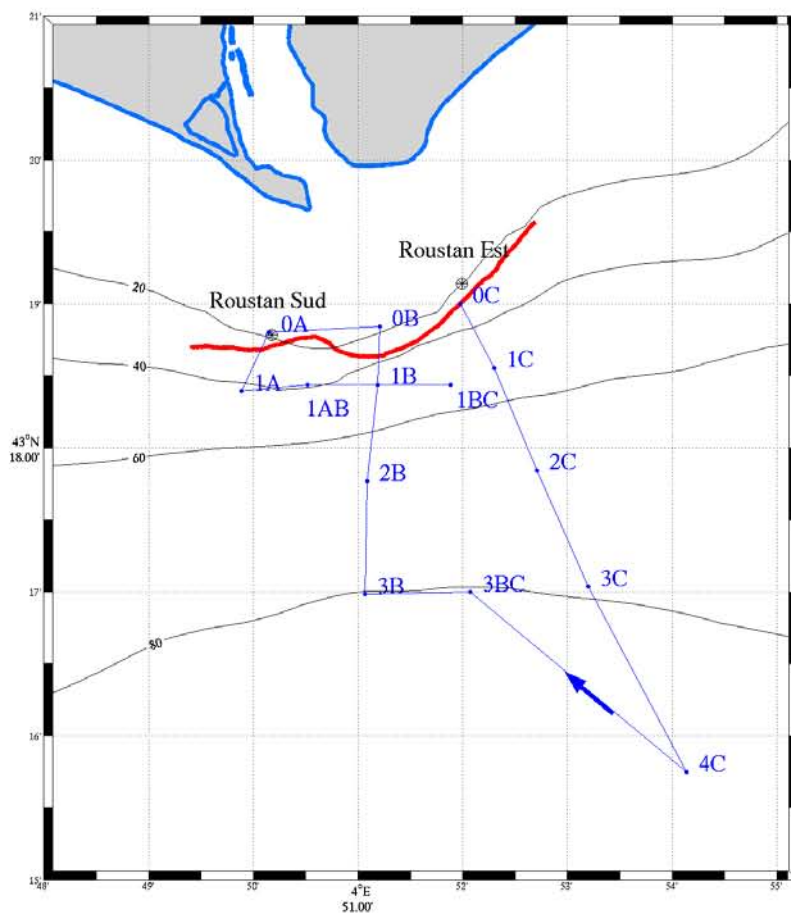 21'
20'
Roustan Est
20
19'
Roustan Sud
0C
0A
0B
40
1C
1A
1B
1AB
1BC
43°N
18.00'
60
2C
2B
17'
3B
3BC
3C
80
16'
4C
15'
48'
49'
50'
4°E
51.00'
52'
53'
54'
55'